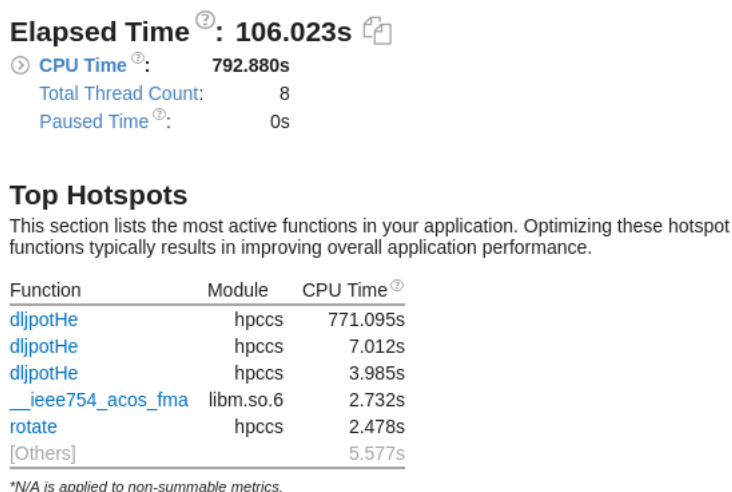 Elapsed Time ?: 106.023s
CPU Time ?: 792.880s
Total Thread Count: 8
Paused Time ?: 0s
Top Hotspots
This section lists the most active functions in your application. Optimizing these hotspot
functions typically results in improving overall application performance.
Function Module CPU Time ?
dljpotHe hpccs 771.095s
dljpotHe hpccs 7.012s
dljpotHe hpccs 3.985s
__ieee754_acos_fma libm.so.6 2.732s
rotate hpccs 2.478s
[Others] 5.577s
*N/A is applied to non-summable metrics.